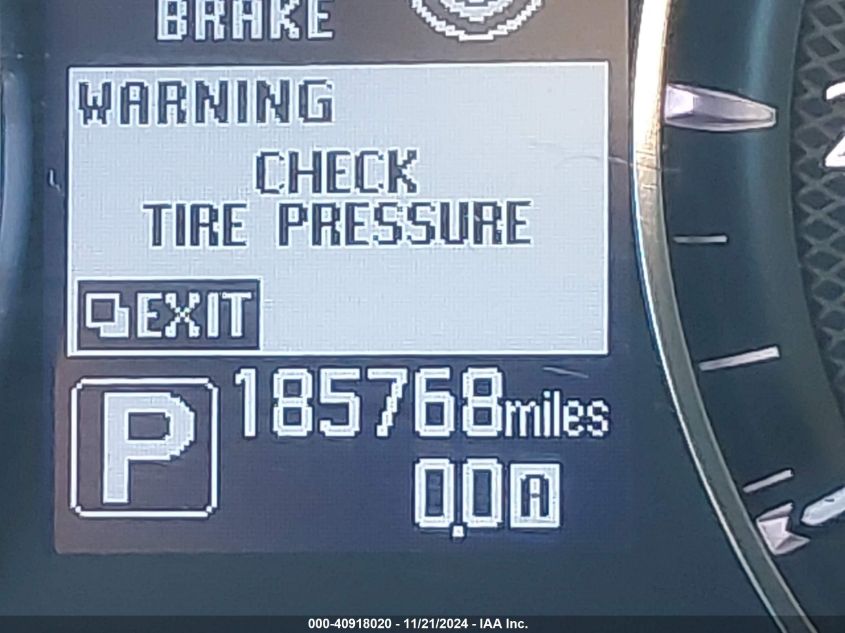 BRAKE
WARNING
CHECK
TIRE PRESSURE
EXIT
P
185768miles
0.0A
000-40918020 - 11/21/2024 - IAA Inc.